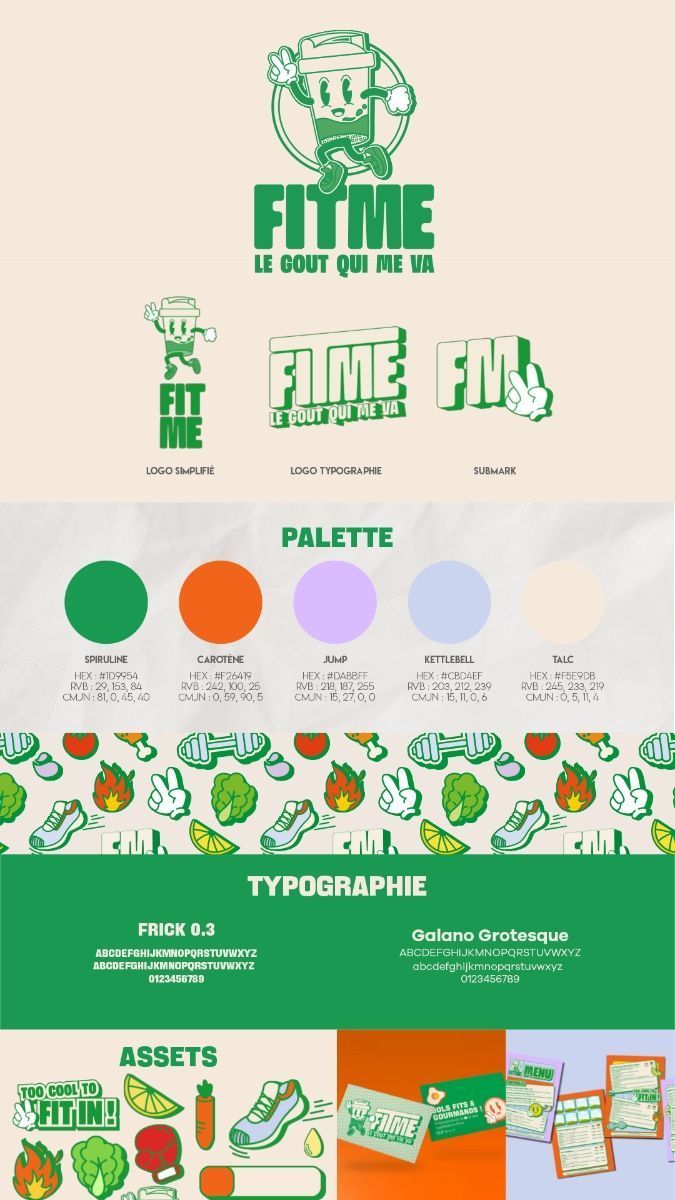 FITME
LE GOUT QUI ME VA
FIT
ME
FITME
LE GOUT QUI ME VA
FM
LOGO SIMPLIFIÉ
LOGO TYPOGRAPHIE
SUBMARK
PALETTE
SPIRULINE
CAROTÈNE
JUMP
KETTLEBELL
TALC
HEX : #1D9954
HEX : #F26419
HEX : #DABBFF
HEX : #CBD4EF
HEX : #F5E9DB
RVB : 29, 153, 84
RVB : 242, 100, 25
RVB : 218, 187, 255
RVB : 203, 212, 239
RVB : 245, 233, 219
CMJN : 81, 0, 45, 40
CMJN : 0, 59, 90, 5
CMJN : 15, 27, 0, 0
CMJN : 15, 11, 0, 6
CMJN : 0, 5, 11, 4
FM
FM
FM
TYPOGRAPHIE
FRICK 0.3
ABCDEFGHIJKMNOPQRSTUVWXYZ
ABCDEFGHIJKMNOPQRSTUVWXYZ
0123456789
Galano Grotesque
ABCDEFGHIJKMNOPQRSTUVWXYZ
abcdefghijkmnopqrstuvwxyz
0123456789
ASSETS
TOO COOL TO
FIT IN!
FITME
LE GOUT QUI ME VA
BOLS FITS &
GOURMANDS !
MENU
FIT IN!